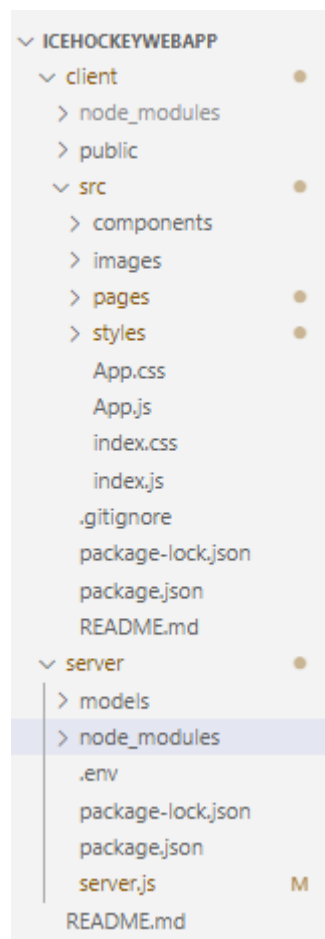 ICEHOCKEYWEBAPP
client
node_modules
public
src
components
images
pages
styles
App.css
App.js
index.css
index.js
.gitignore
package-lock.json
package.json
README.md
server
models
node_modules
.env
package-lock.json
package.json
server.js M
README.md